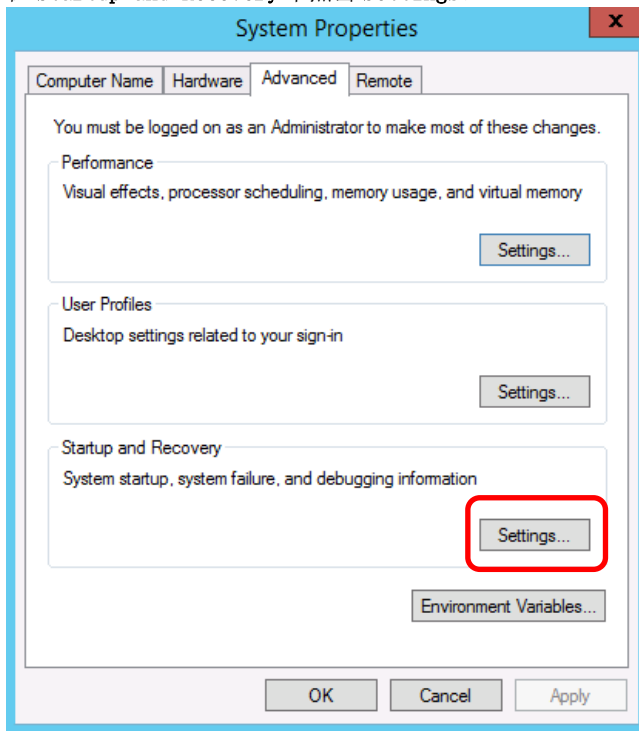 System Properties
x
Computer Name Hardware Advanced Remote
You must be logged on as an Administrator to make most of these changes.
Performance
Visual effects, processor scheduling, memory usage, and virtual memory
Settings...
User Profiles
Desktop settings related to your sign-in
Settings...
Startup and Recovery
System startup, system failure, and debugging information
Settings...
Environment Variables...
OK Cancel Apply